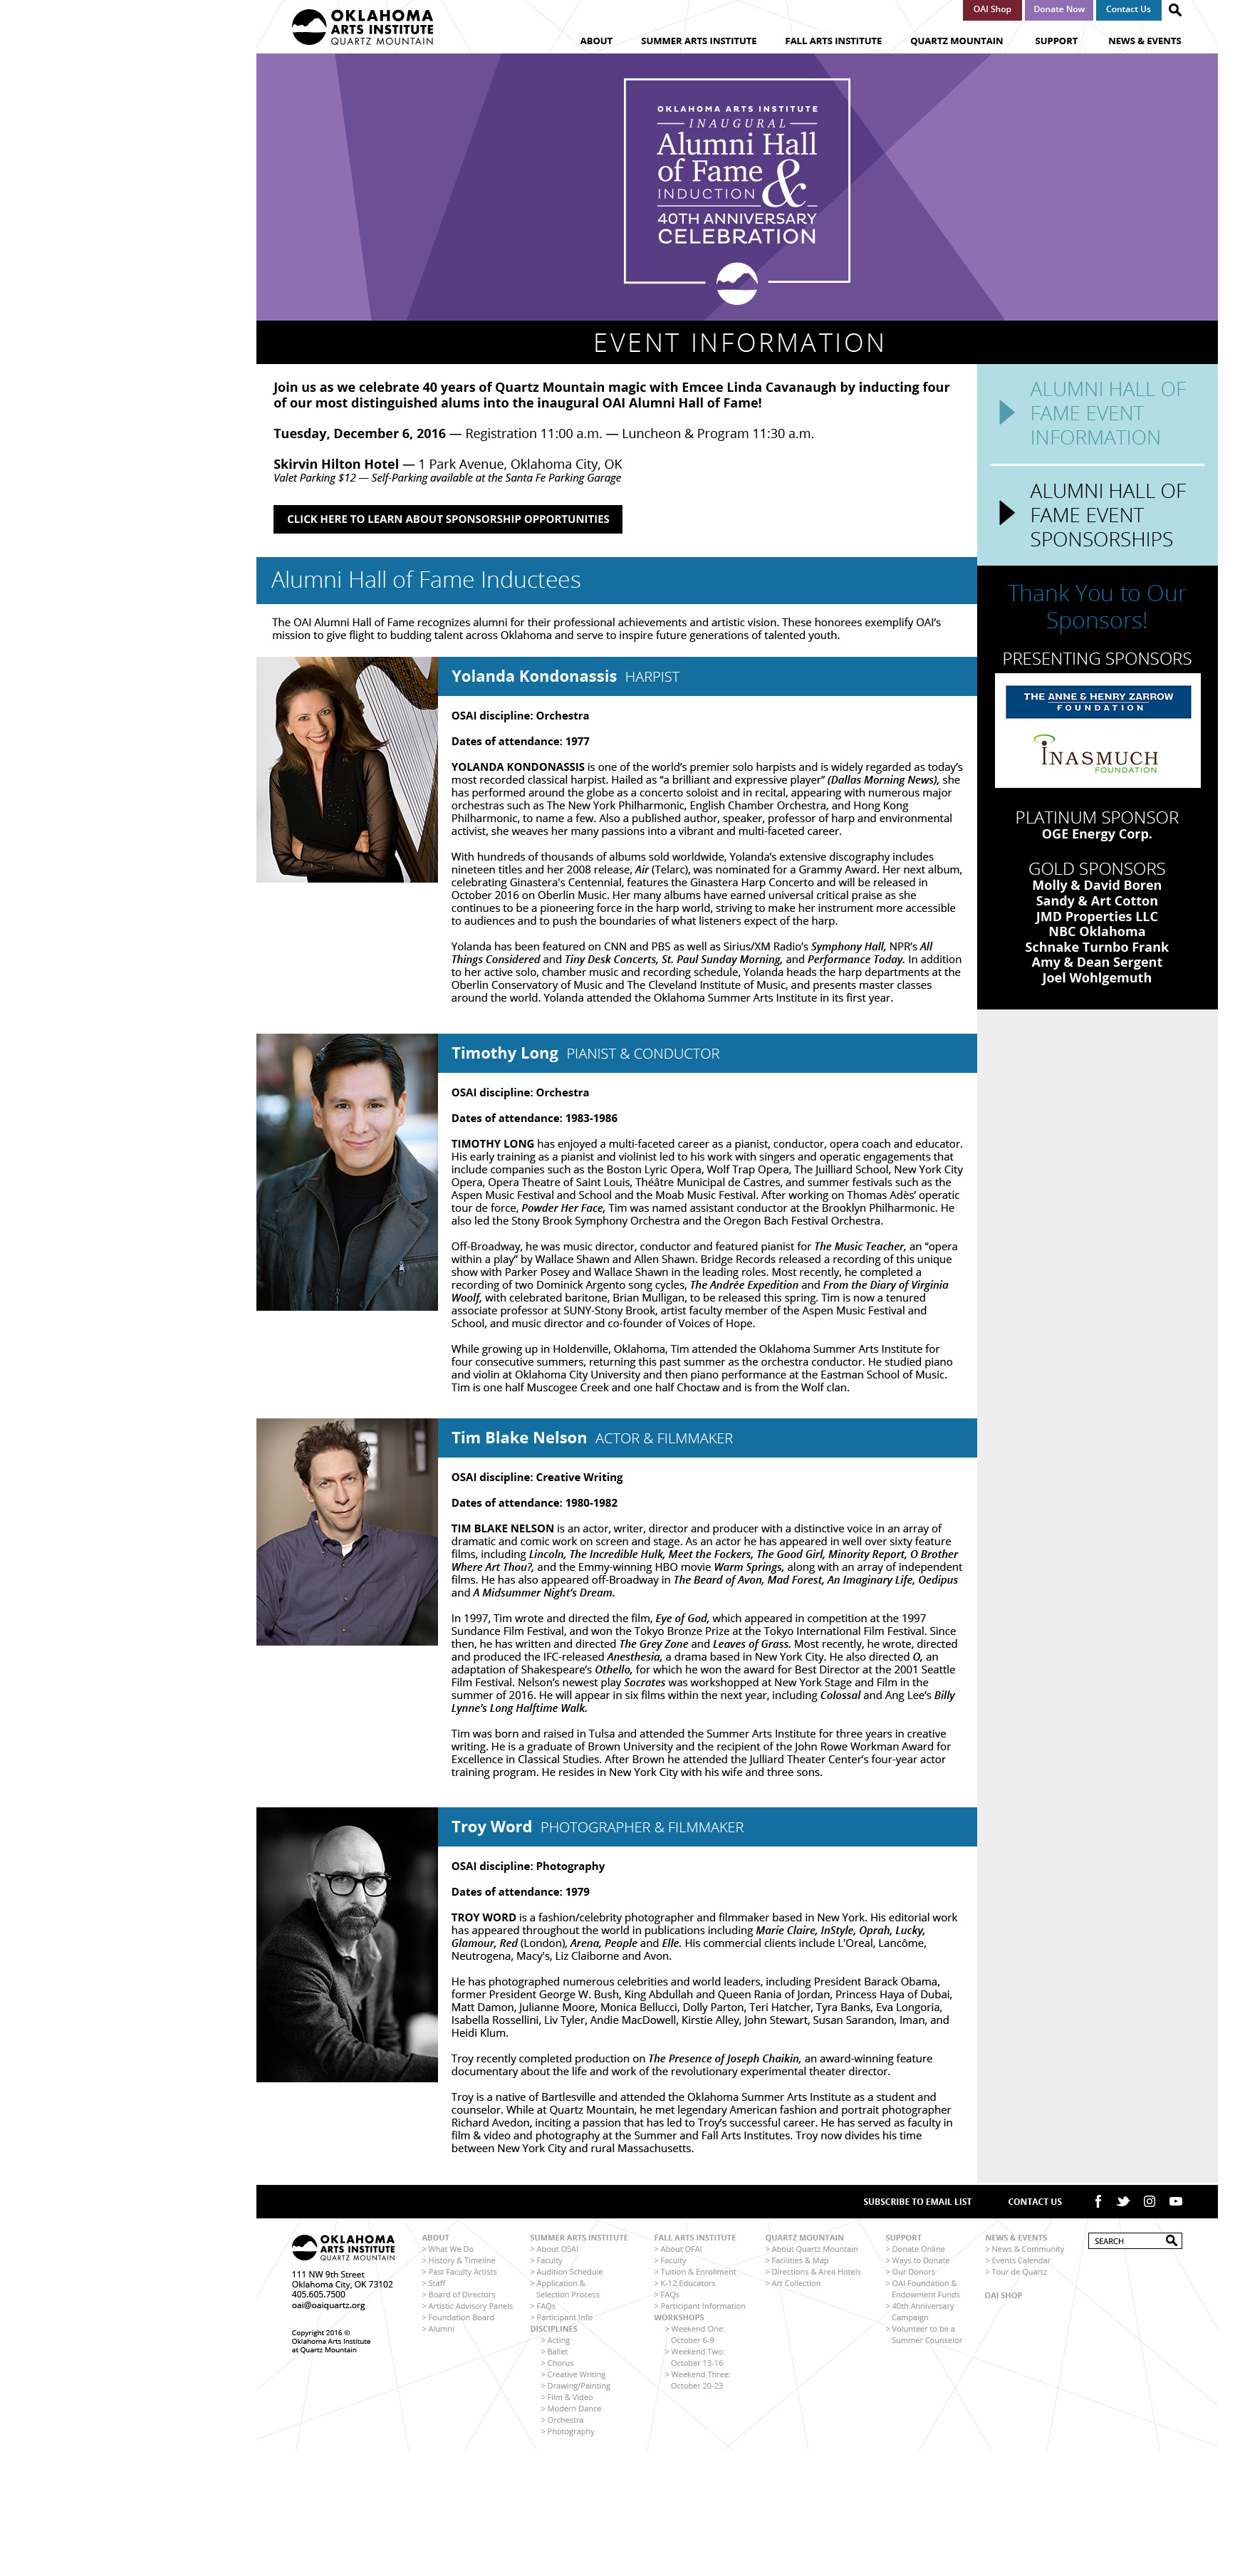 OKLAHOMA
ARTS INSTITUTE
QUARTZ MOUNTAIN
OAI Shop
Donate Now
Contact Us
ABOUT
SUMMER ARTS INSTITUTE
FALL ARTS INSTITUTE
QUARTZ MOUNTAIN
SUPPORT
NEWS & EVENTS
OKLAHOMA ARTS INSTITUTE
INAUGURAL
Alumni Hall
of Fame
INDUCTION &
40TH ANNIVERSARY
CELEBRATION
EVENT INFORMATION
Join us as we celebrate 40 years of Quartz Mountain magic with Emcee Linda Cavanaugh by inducting four
of our most distinguished alums into the inaugural OAI Alumni Hall of Fame!
Tuesday, December 6, 2016 — Registration 11:00 a.m. — Luncheon & Program 11:30 a.m.
Skirvin Hilton Hotel — 1 Park Avenue, Oklahoma City, OK
Valet Parking $12 — Self-Parking available at the Santa Fe Parking Garage
CLICK HERE TO LEARN ABOUT SPONSORSHIP OPPORTUNITIES
ALUMNI HALL OF
FAME EVENT
INFORMATION
ALUMNI HALL OF
FAME EVENT
SPONSORSHIPS
Thank You to Our
Sponsors!
PRESENTING SPONSORS
THE ANNE & HENRY ZARROW
FOUNDATION
INASMUCH
FOUNDATION
PLATINUM SPONSOR
OGE Energy Corp.
GOLD SPONSORS
Molly & David Boren
Sandy & Art Cotton
JMD Properties LLC
NBC Oklahoma
Schnake Turnbo Frank
Amy & Dean Sergent
Joel Wohlgemuth
Alumni Hall of Fame Inductees
The OAI Alumni Hall of Fame recognizes alumni for their professional achievements and artistic vision. These honorees exemplify OAI's
mission to give flight to budding talent across Oklahoma and serve to inspire future generations of talented youth.
Yolanda Kondonassis HARPIST
OSAI discipline: Orchestra
Dates of attendance: 1977
YOLANDA KONDONASSIS is one of the world's premier solo harpists and is widely regarded as today's
most recorded classical harpist. Hailed as "a brilliant and expressive player" (Dallas Morning News), she
has performed around the globe as a concerto soloist and in recital, appearing with numerous major
orchestras such as The New York Philharmonic, English Chamber Orchestra, and Hong Kong
Philharmonic, to name a few. Also a published author, speaker, professor of harp and environmental
activist, she weaves her many passions into a vibrant and multi-faceted career.
With hundreds of thousands of albums sold worldwide, Yolanda's extensive discography includes
nineteen titles and her 2008 release, Air (Telarc), was nominated for a Grammy Award. Her next album,
celebrating Ginastera's Centennial, features the Ginastera Harp Concerto and will be released in
October 2016 on Oberlin Music. Her many albums have earned universal critical praise as she
continues to be a pioneering force in the harp world, striving to make her instrument more accessible
to audiences and to push the boundaries of what listeners expect of the harp.
Yolanda has been featured on CNN and PBS as well as Sirius/XM Radio's Symphony Hall, NPR's All
Things Considered and Tiny Desk Concerts, St. Paul Sunday Morning, and Performance Today. In addition
to her active solo, chamber music and recording schedule, Yolanda heads the harp departments at the
Oberlin Conservatory of Music and The Cleveland Institute of Music, and presents master classes
around the world. Yolanda attended the Oklahoma Summer Arts Institute in its first year.
Timothy Long PIANIST & CONDUCTOR
OSAI discipline: Orchestra
Dates of attendance: 1983-1986
TIMOTHY LONG has enjoyed a multi-faceted career as a pianist, conductor, opera coach and educator.
His early training as a pianist and violinist led to his work with singers and operatic engagements that
include companies such as the Boston Lyric Opera, Wolf Trap Opera, The Juilliard School, New York City
Opera, Opera Theatre of Saint Louis, Théâtre Municipal de Castres, and summer festivals such as the
Aspen Music Festival and School and the Moab Music Festival. After working on Thomas Adès' operatic
tour de force, Powder Her Face, Tim was named assistant conductor at the Brooklyn Philharmonic. He
also led the Stony Brook Symphony Orchestra and the Oregon Bach Festival Orchestra.
Off-Broadway, he was music director, conductor and featured pianist for The Music Teacher, an "opera
within a play" by Wallace Shawn and Allen Shawn. Bridge Records released a recording of this unique
show with Parker Posey and Wallace Shawn in the leading roles. Most recently, he completed a
recording of two Dominick Argento song cycles, The Andrée Expedition and From the Diary of Virginia
Woolf, with celebrated baritone, Brian Mulligan, to be released this spring. Tim is now a tenured
associate professor at SUNY-Stony Brook, artist faculty member of the Aspen Music Festival and
School, and music director and co-founder of Voices of Hope.
While growing up in Holdenville, Oklahoma, Tim attended the Oklahoma Summer Arts Institute for
four consecutive summers, returning this past summer as the orchestra conductor. He studied piano
and violin at Oklahoma City University and then piano performance at the Eastman School of Music.
Tim is one half Muscogee Creek and one half Choctaw and is from the Wolf clan.
Tim Blake Nelson ACTOR & FILMMAKER
OSAI discipline: Creative Writing
Dates of attendance: 1980-1982
TIM BLAKE NELSON is an actor, writer, director and producer with a distinctive voice in an array of
dramatic and comic work on screen and stage. As an actor he has appeared in well over sixty feature
films, including Lincoln, The Incredible Hulk, Meet the Fockers, The Good Girl, Minority Report, O Brother
Where Art Thou?, and the Emmy-winning HBO movie Warm Springs, along with an array of independent
films. He has also appeared off-Broadway in The Beard of Avon, Mad Forest, An Imaginary Life, Oedipus
and A Midsummer Night's Dream.
In 1997, Tim wrote and directed the film, Eye of God, which appeared in competition at the 1997
Sundance Film Festival, and won the Tokyo Bronze Prize at the Tokyo International Film Festival. Since
then, he has written and directed The Grey Zone and Leaves of Grass. Most recently, he wrote, directed
and produced the IFC-released Anesthesia, a drama based in New York City. He also directed O, an
adaptation of Shakespeare's Othello, for which he won the award for Best Director at the 2001 Seattle
Film Festival. Nelson's newest play Socrates was workshopped at New York Stage and Film in the
summer of 2016. He will appear in six films within the next year, including Colossal and Ang Lee's Billy
Lynne's Long Halftime Walk.
Tim was born and raised in Tulsa and attended the Summer Arts Institute for three years in creative
writing. He is a graduate of Brown University and the recipient of the John Rowe Workman Award for
Excellence in Classical Studies. After Brown he attended the Julliard Theater Center's four-year actor
training program. He resides in New York City with his wife and three sons.
Troy Word PHOTOGRAPHER & FILMMAKER
OSAI discipline: Photography
Dates of attendance: 1979
TROY WORD is a fashion/celebrity photographer and filmmaker based in New York. His editorial work
has appeared throughout the world in publications including Marie Claire, InStyle, Oprah, Lucky,
Glamour, Red (London), Arena, People and Elle. His commercial clients include L'Oreal, Lancôme,
Neutrogena, Macy's, Liz Claiborne and Avon.
He has photographed numerous celebrities and world leaders, including President Barack Obama,
former President George W. Bush, King Abdullah and Queen Rania of Jordan, Princess Haya of Dubai,
Matt Damon, Julianne Moore, Monica Bellucci, Dolly Parton, Teri Hatcher, Tyra Banks, Eva Longoria,
Isabella Rossellini, Liv Tyler, Andie MacDowell, Kirstie Alley, John Stewart, Susan Sarandon, Iman, and
Heidi Klum.
Troy recently completed production on The Presence of Joseph Chaikin, an award-winning feature
documentary about the life and work of the revolutionary experimental theater director.
Troy is a native of Bartlesville and attended the Oklahoma Summer Arts Institute as a student and
counselor. While at Quartz Mountain, he met legendary American fashion and portrait photographer
Richard Avedon, inciting a passion that has led to Troy's successful career. He has served as faculty in
film & video and photography at the Summer and Fall Arts Institutes. Troy now divides his time
between New York City and rural Massachusetts.
SUBSCRIBE TO EMAIL LIST
CONTACT US
OKLAHOMA
ARTS INSTITUTE
QUARTZ MOUNTAIN
111 NW 9th Street
Oklahoma City, OK 73102
405.605.7500
oai@oaiquartz.org
Copyright 2016 ©
Oklahoma Arts Institute
at Quartz Mountain
ABOUT
> What We Do
> History & Timeline
> Past Faculty Artists
> Staff
> Board of Directors
> Artistic Advisory Panels
> Foundation Board
> Alumni
SUMMER ARTS INSTITUTE
> About OSAI
> Faculty
> Audition Schedule
> Application &
Selection Process
> FAQs
> Participant Info
DISCIPLINES
> Acting
> Ballet
> Chorus
> Creative Writing
> Drawing/Painting
> Film & Video
> Modern Dance
> Orchestra
> Photography
FALL ARTS INSTITUTE
> About OFAI
> Faculty
> Tuition & Enrollment
> K-12 Educators
> FAQs
> Participant Information
WORKSHOPS
> Weekend One:
October 6-9
> Weekend Two:
October 13-16
> Weekend Three:
October 20-23
QUARTZ MOUNTAIN
> About Quartz Mountain
> Facilities & Map
> Directions & Area Hotels
> Art Collection
SUPPORT
> Donate Online
> Ways to Donate
> Our Donors
> OAI Foundation &
Endowment Funds
> 40th Anniversary
Campaign
> Volunteer to be a
Summer Counselor
NEWS & EVENTS
> News & Community
> Events Calendar
> Tour de Quartz
OAI SHOP
SEARCH